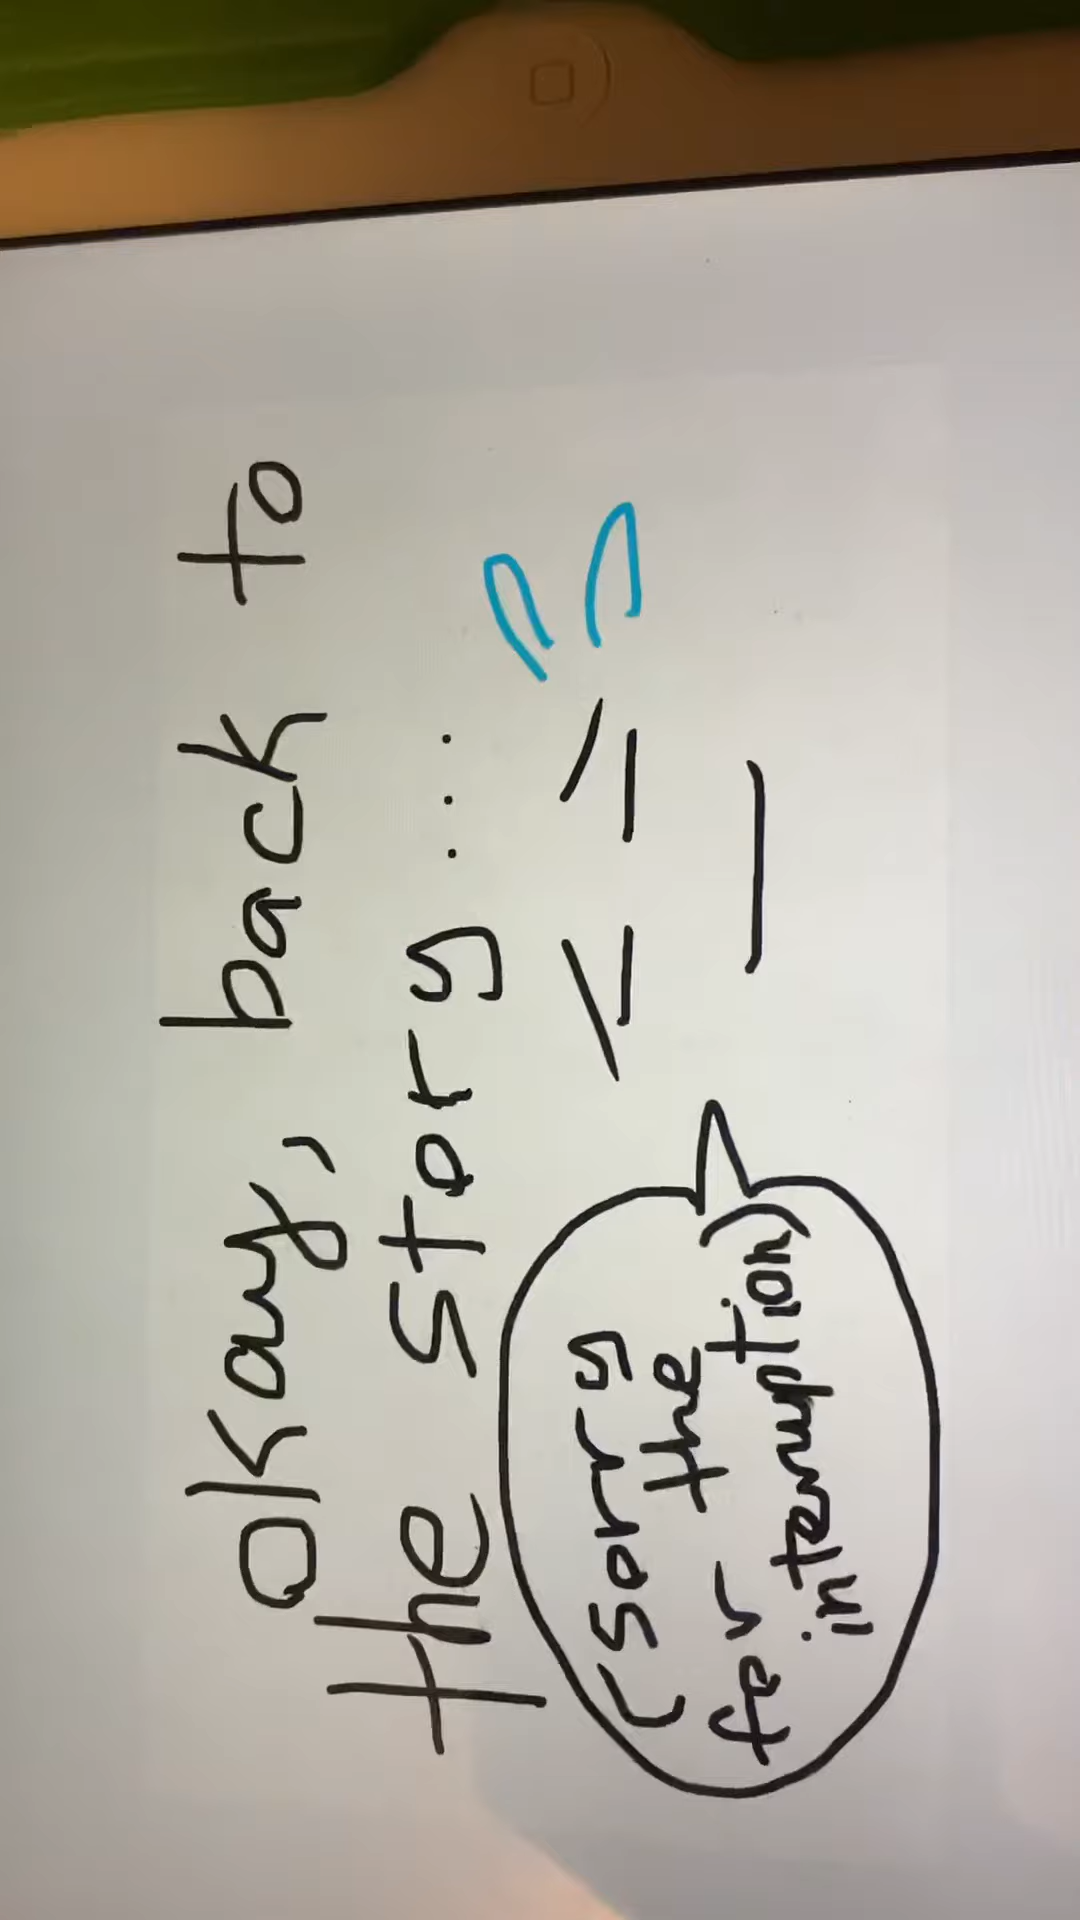 okay, back to
the story...
(sorry
for the
interruption)